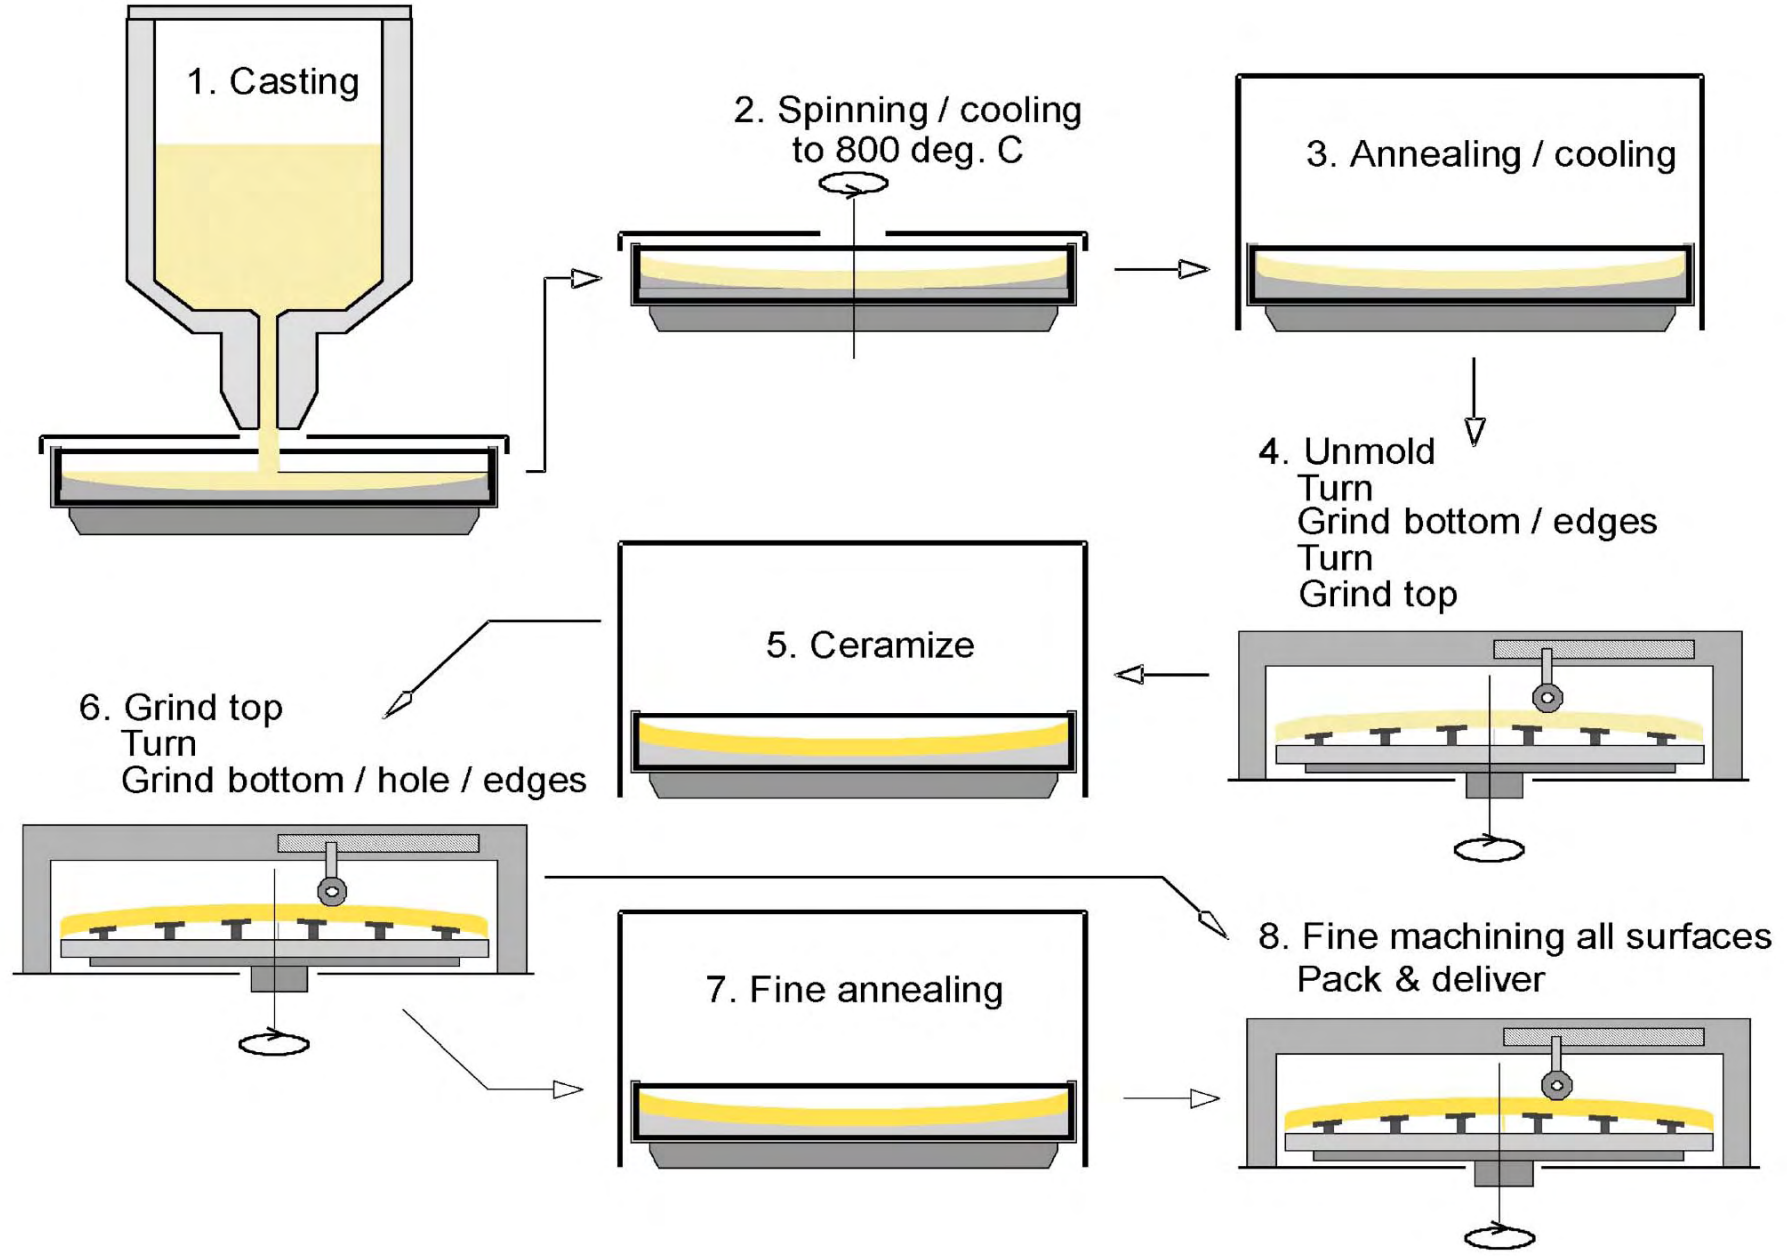 1. Casting
2. Spinning / cooling
to 800 deg. C
3. Annealing / cooling
4. Unmold
Turn
Grind bottom / edges
Turn
Grind top
5. Ceramize
6. Grind top
Turn
Grind bottom / hole / edges
7. Fine annealing
8. Fine machining all surfaces
Pack & deliver